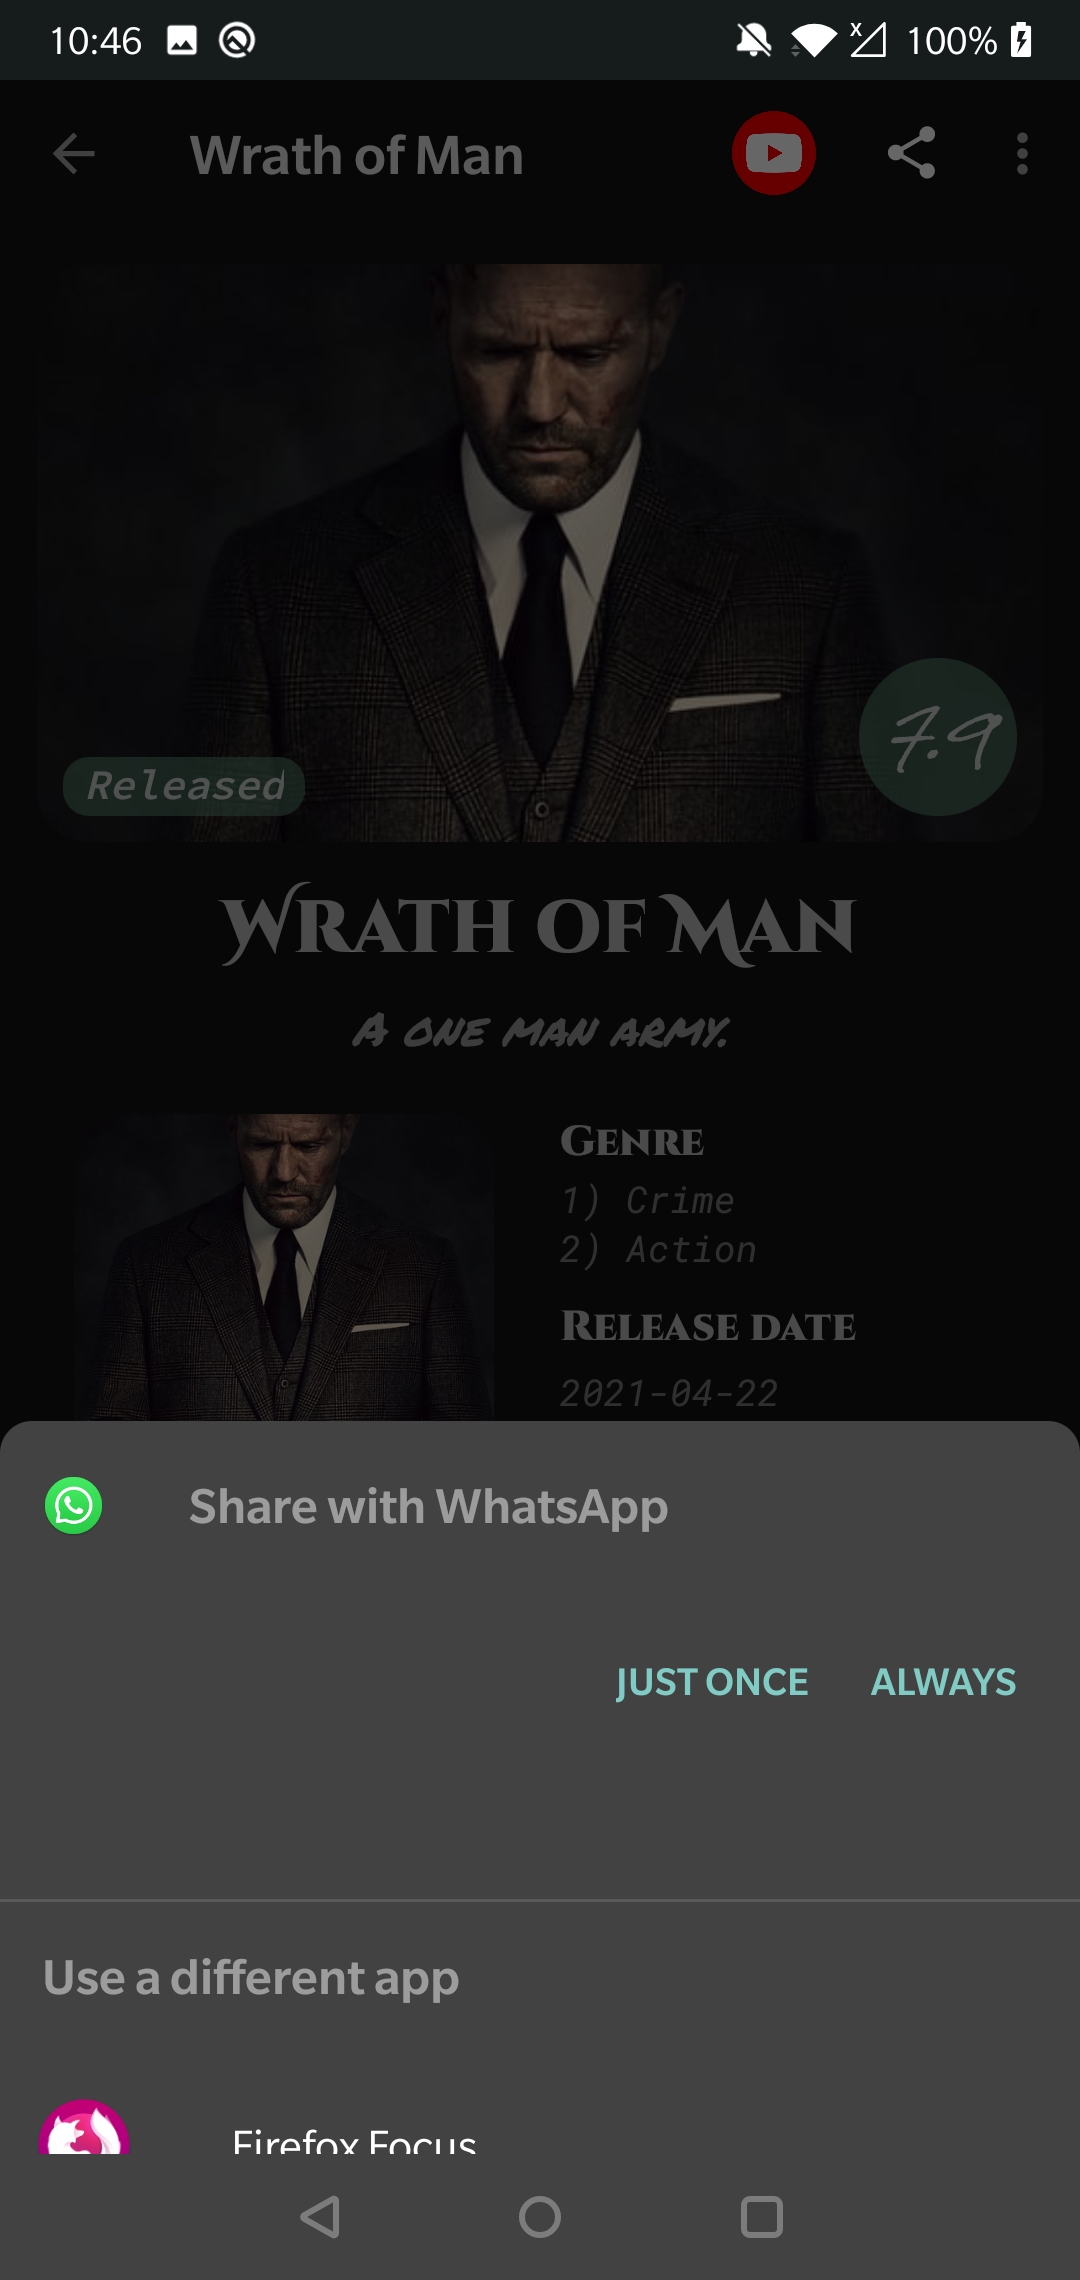 10:46
100%
Wrath of Man
Released
7.9
Wrath of Man
A one man army.
Genre
1) Crime
2) Action
Release date
2021-04-22
Share with WhatsApp
JUST ONCE ALWAYS
Use a different app
Firefox Focus